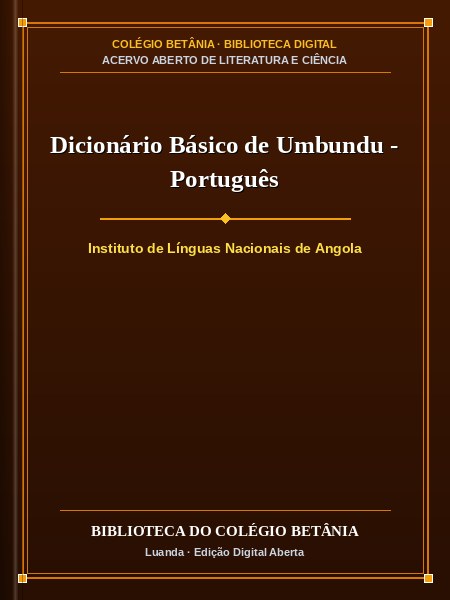 COLÉGIO BETÂNIA · BIBLIOTECA DIGITAL
ACERVO ABERTO DE LITERATURA E CIÊNCIA
Dicionário Básico de Umbundu -
Português
Instituto de Línguas Nacionais de Angola
BIBLIOTECA DO COLÉGIO BETÂNIA
Luanda · Edição Digital Aberta